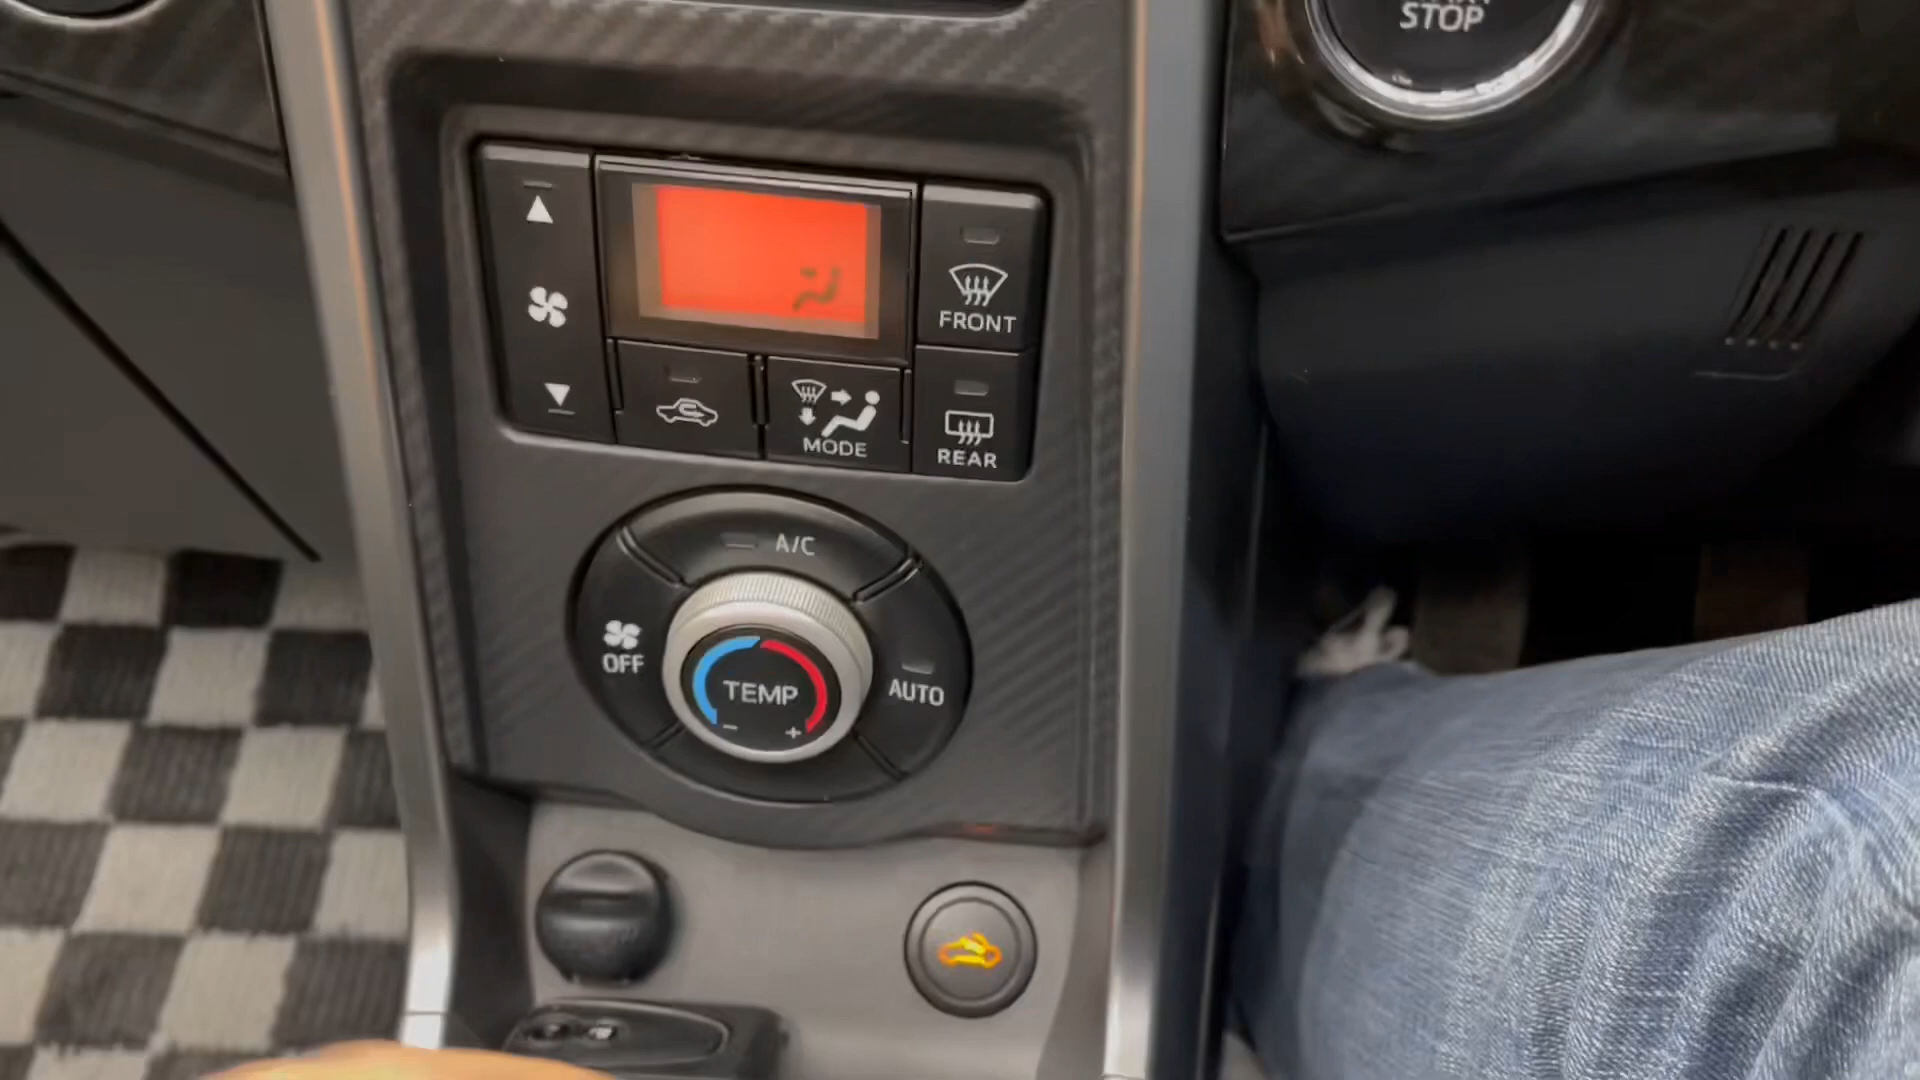 STOP
FRONT
MODE
REAR
A/C
OFF
TEMP
- +
AUTO